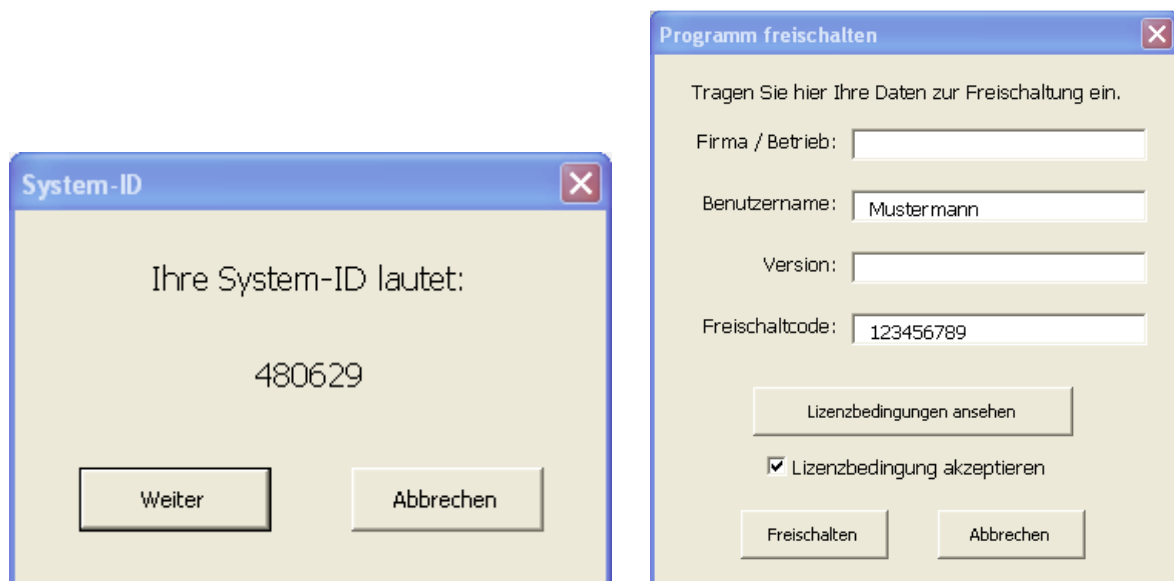 System-ID
Ihre System-ID lautet:
480629
Weiter
Abbrechen
Programm freischalten
Tragen Sie hier Ihre Daten zur Freischaltung ein.
Firma / Betrieb:
Benutzername: Mustermann
Version:
Freischaltcode: 123456789
Lizenzbedingungen ansehen
Lizenzbedingung akzeptieren
Freischalten
Abbrechen